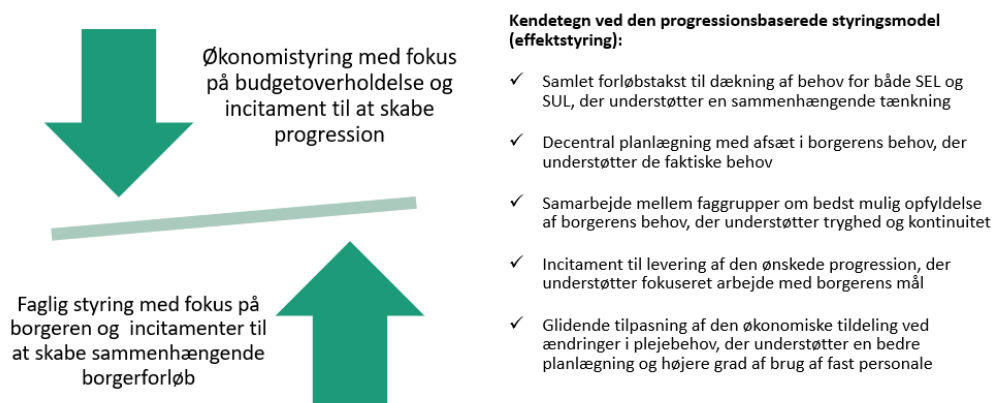 Økonomistyring med fokus
på budgetoverholdelse og
incitament til at skabe
progression
Faglig styring med fokus på
borgeren og incitamenter til
at skabe sammenhængende
borgerforløb
Kendetegn ved den progressionsbaserede styringsmodel
(effektstyring):
✓ Samlet forløbstakst til dækning af behov for både SEL og
SUL, der understøtter en sammenhængende tænkning
✓ Decentral planlægning med afsæt i borgerens behov, der
understøtter de faktiske behov
✓ Samarbejde mellem faggrupper om bedst mulig opfyldelse
af borgerens behov, der understøtter tryghed og kontinuitet
✓ Incitament til levering af den ønskede progression, der
understøtter fokuseret arbejde med borgerens mål
✓ Glidende tilpasning af den økonomiske tildeling ved
ændringer i plejebehov, der understøtter en bedre
planlægning og højere grad af brug af fast personale